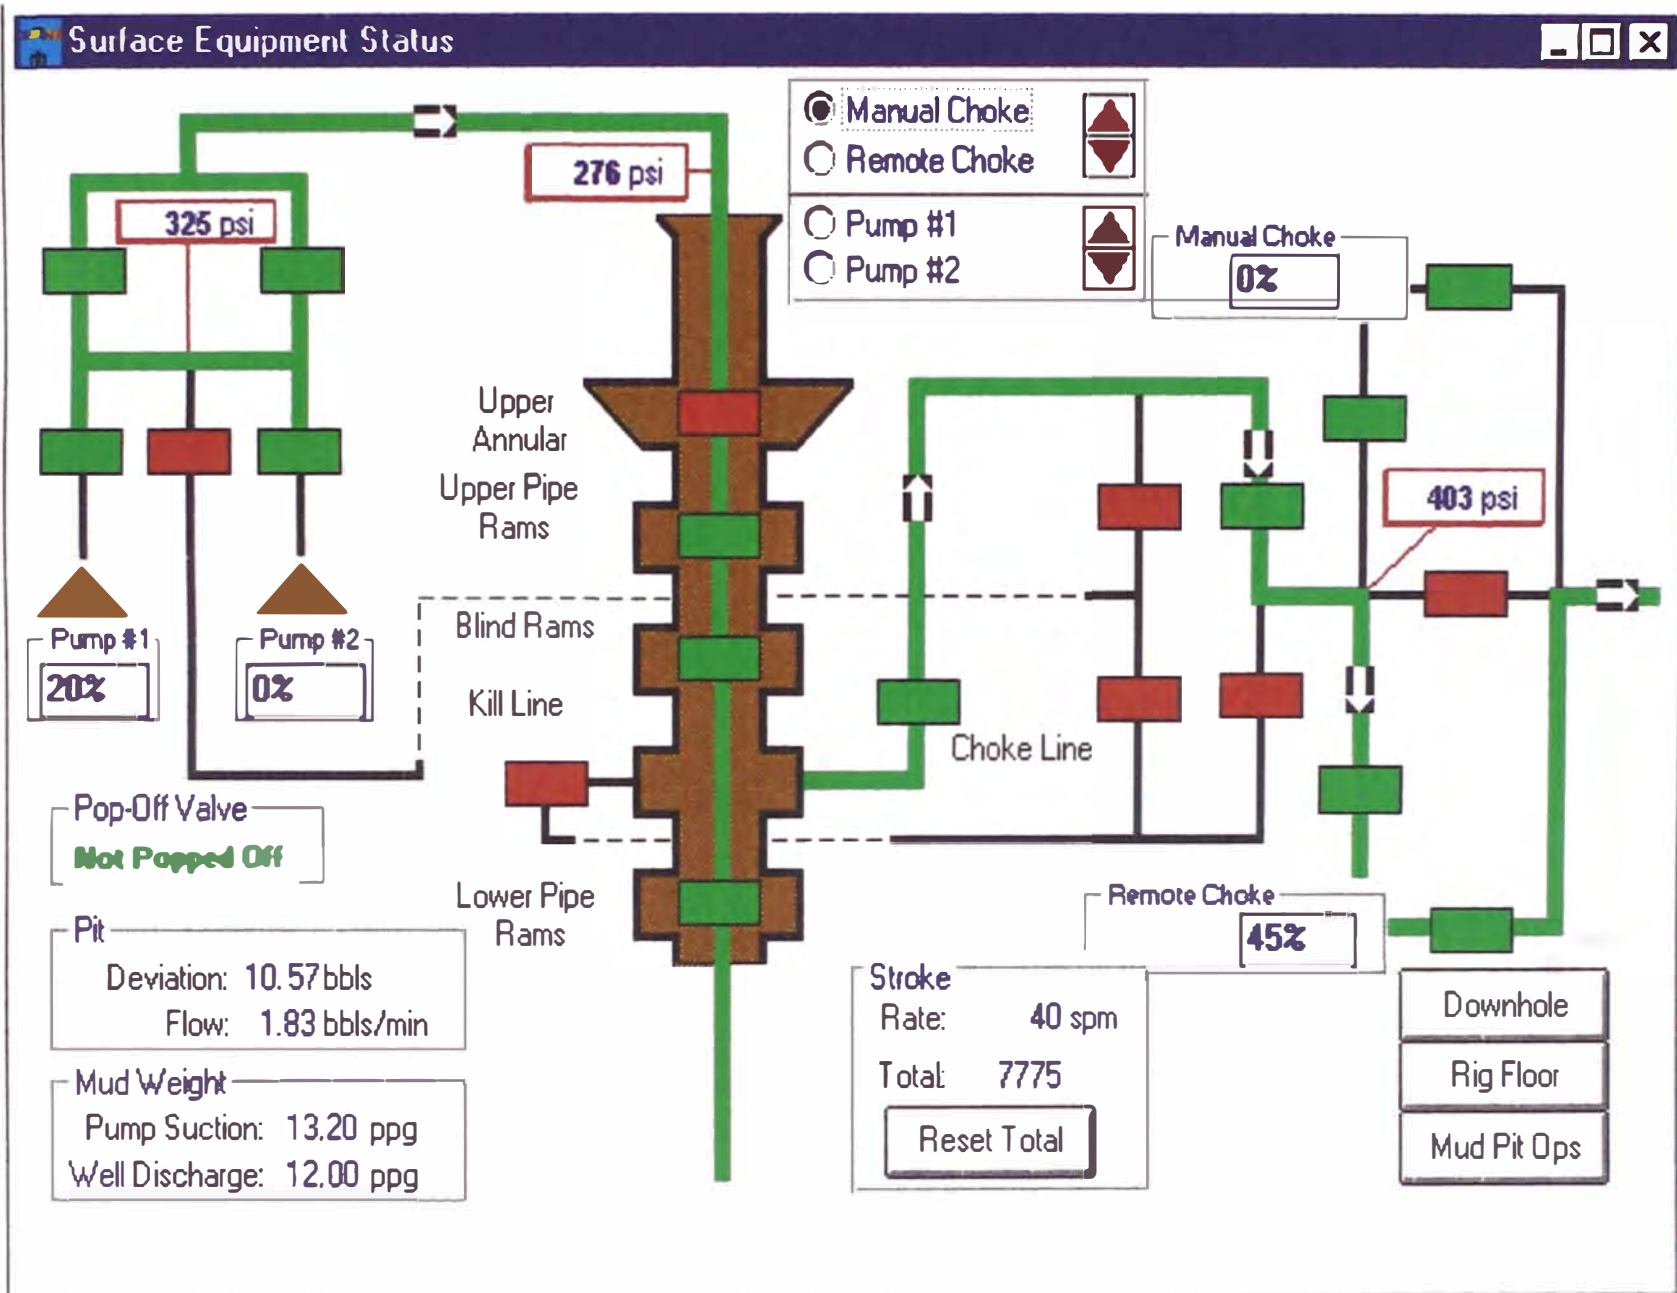 Surface Equipment Status
Manual Choke
Remote Choke
Pump #1
Pump #2
276 psi
325 psi
Manual Choke
0%
Upper
Annular
Upper Pipe
Rams
403 psi
Blind Rams
Pump #1
20%
Pump #2
0%
Kill Line
Choke Line
Pop-Off Valve
Not Popped Off
Lower Pipe
Rams
Remote Choke
45%
Pit
Deviation: 10.57 bbls
Flow: 1.83 bbls/min
Stroke
Rate: 40 spm
Total: 7775
Reset Total
Downhole
Rig Floor
Mud Pit Ops
Mud Weight
Pump Suction: 13.20 ppg
Well Discharge: 12.00 ppg